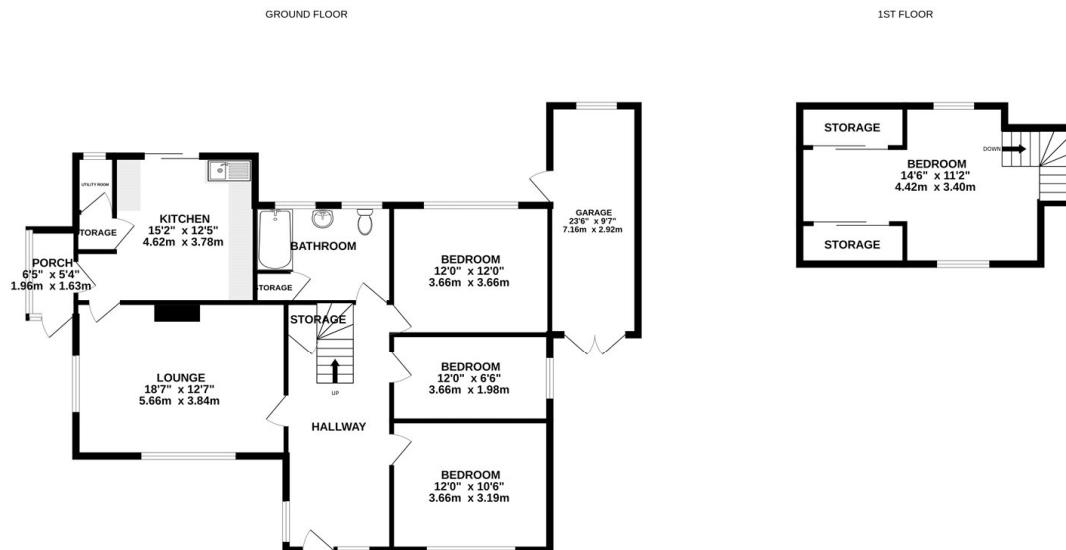 GROUND FLOOR
1ST FLOOR
STORAGE
DOWN
BEDROOM
14'6" x 11'2"
4.42m x 3.40m
STORAGE
UTILITY ROOM
STORAGE
KITCHEN
15'2" x 12'5"
4.62m x 3.78m
PORCH
6'5" x 5'4"
1.96m x 1.63m
BATHROOM
STORAGE
BEDROOM
12'0" x 12'0"
3.66m x 3.66m
GARAGE
23'6" x 9'7"
7.16m x 2.92m
STORAGE
UP
LOUNGE
18'7" x 12'7"
5.66m x 3.84m
HALLWAY
BEDROOM
12'0" x 6'6"
3.66m x 1.98m
BEDROOM
12'0" x 10'6"
3.66m x 3.19m